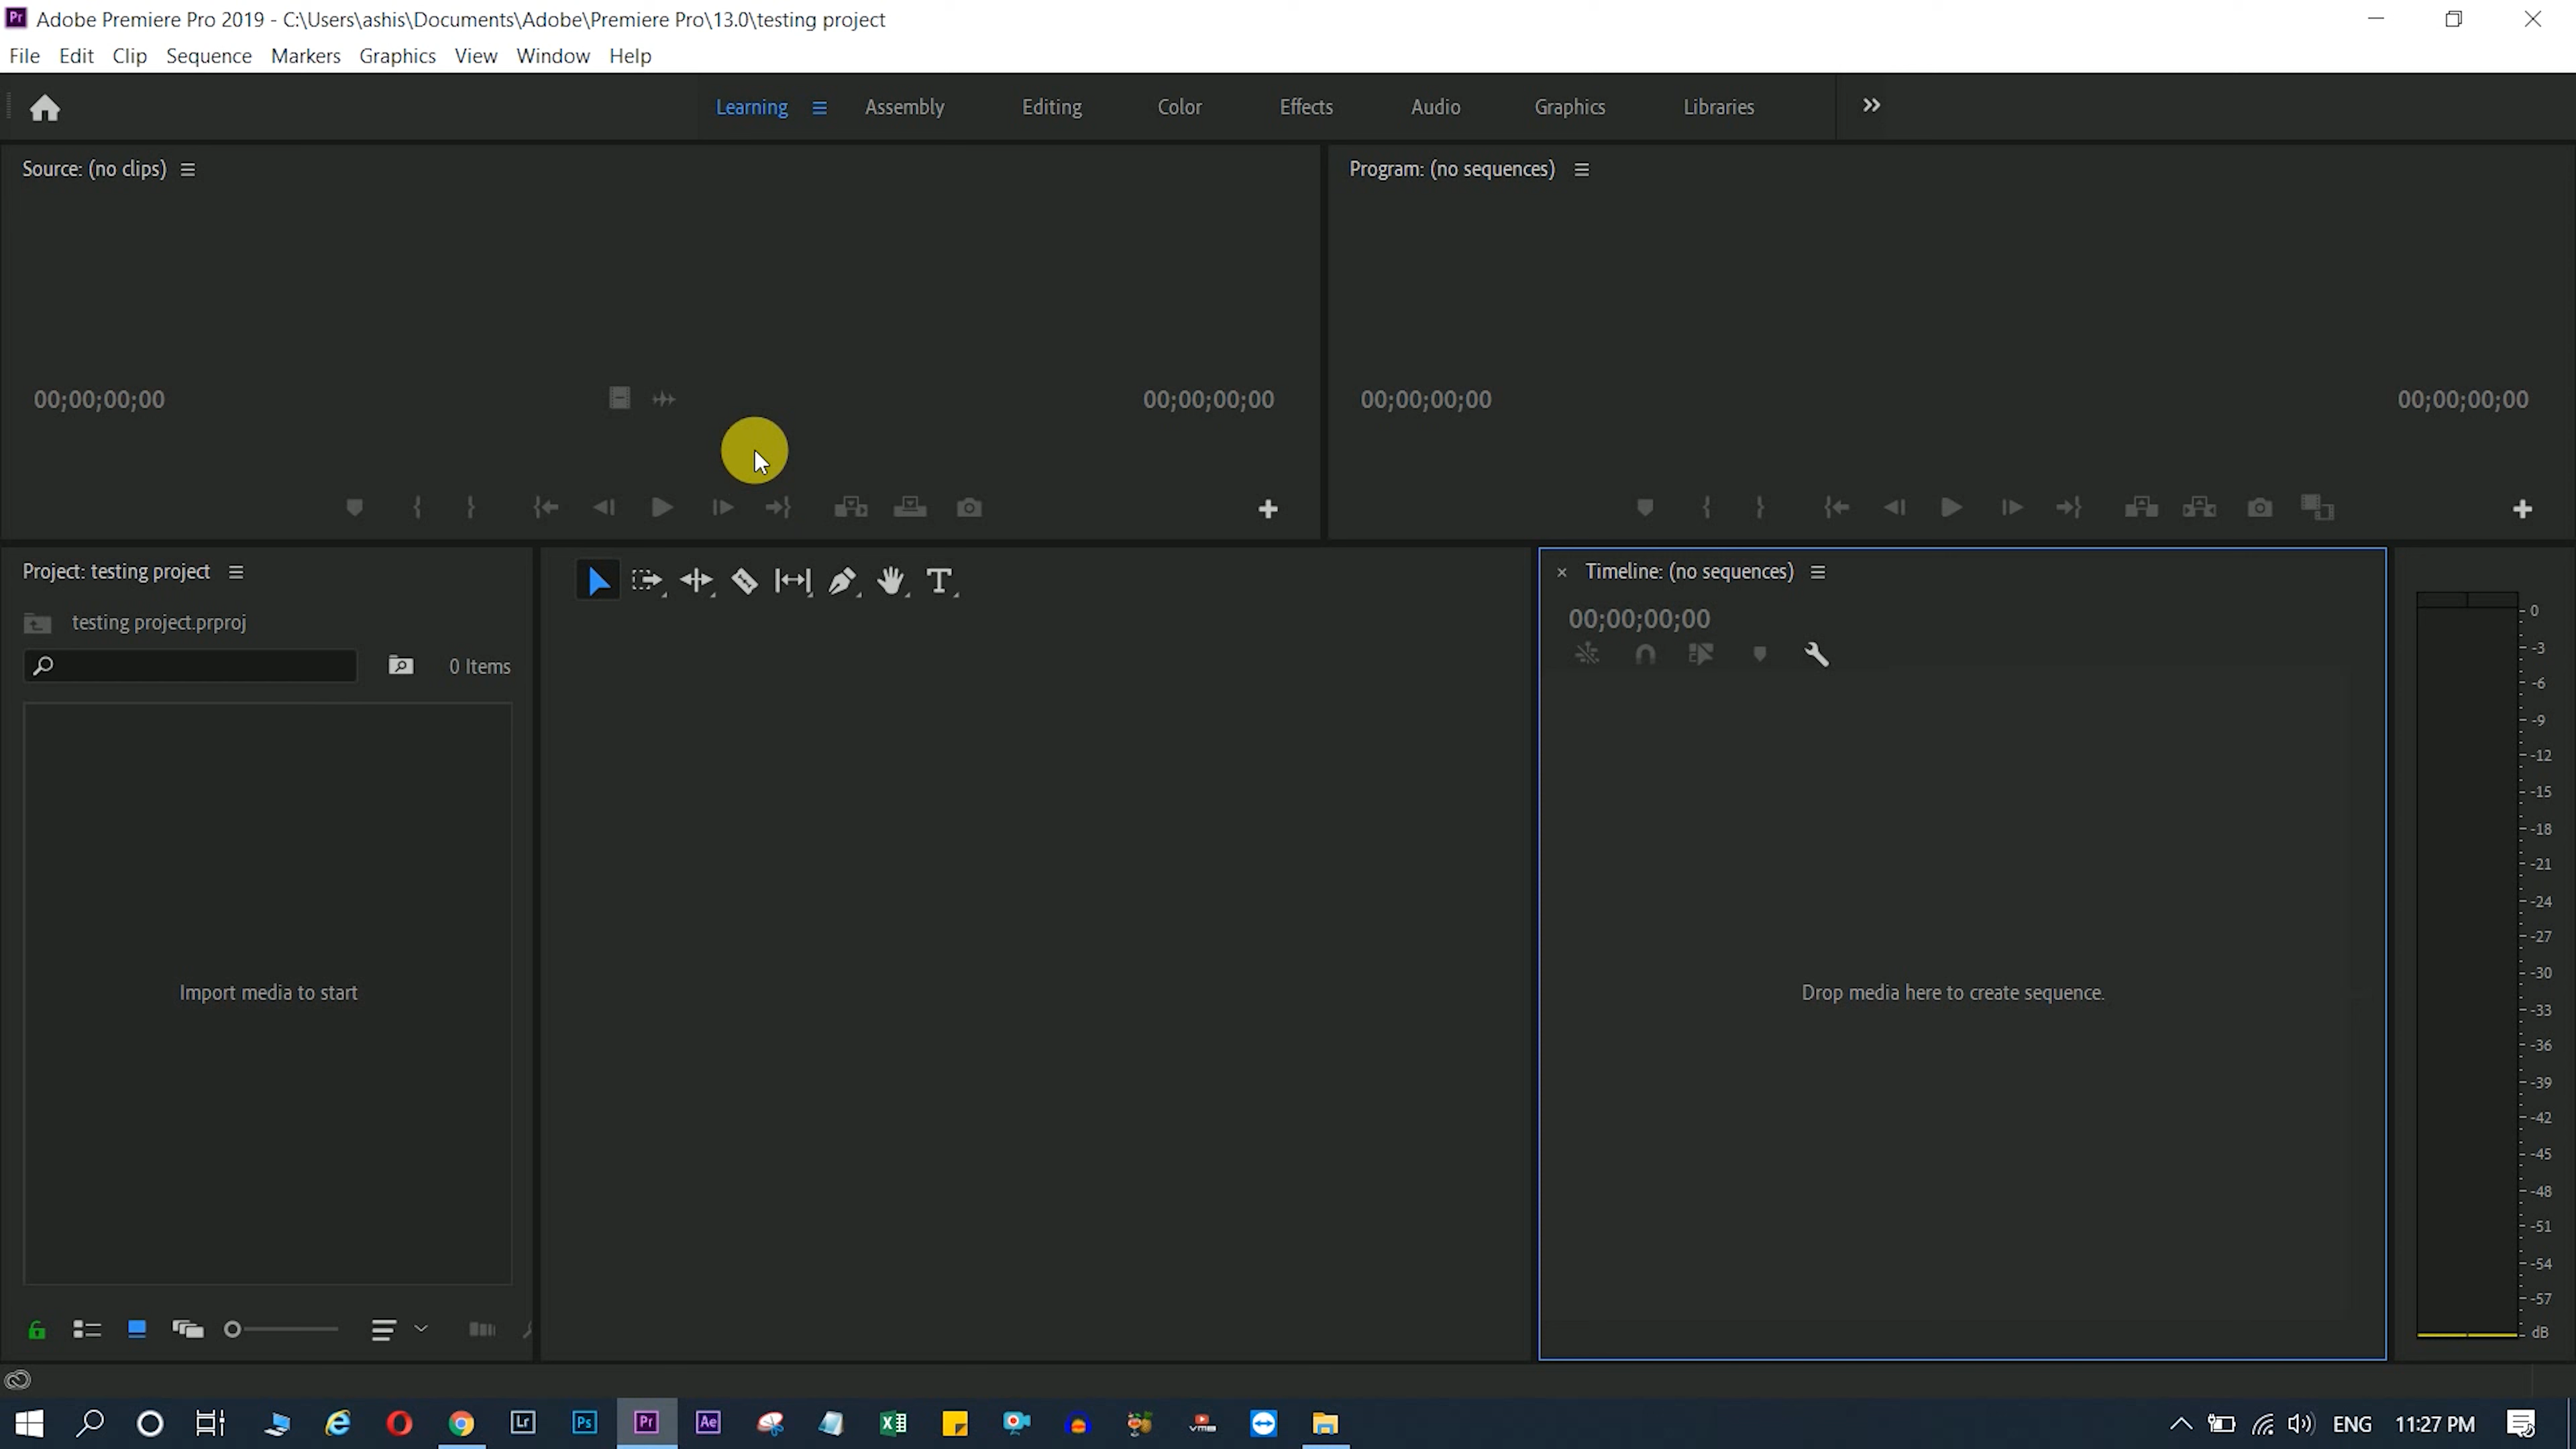 Pr Adobe Premiere Pro 2019 - C:\Users\ashis\Documents\Adobe\Premiere Pro\13.0\testing project
File Edit Clip Sequence Markers Graphics View Window Help
Learning Assembly Editing Color Effects Audio Graphics Libraries
Source: (no clips)
Program: (no sequences)
00;00;00;00
00;00;00;00
00;00;00;00
00;00;00;00
Project: testing project
testing project.prproj
0 Items
Import media to start
T
Timeline: (no sequences)
00;00;00;00
Drop media here to create sequence.
0
-3
-6
-9
-12
-15
-18
-21
-24
-27
-30
-33
-36
-39
-42
-45
-48
-51
-54
-57
dB
Lr Ps Pr Ae
ENG 11:27 PM